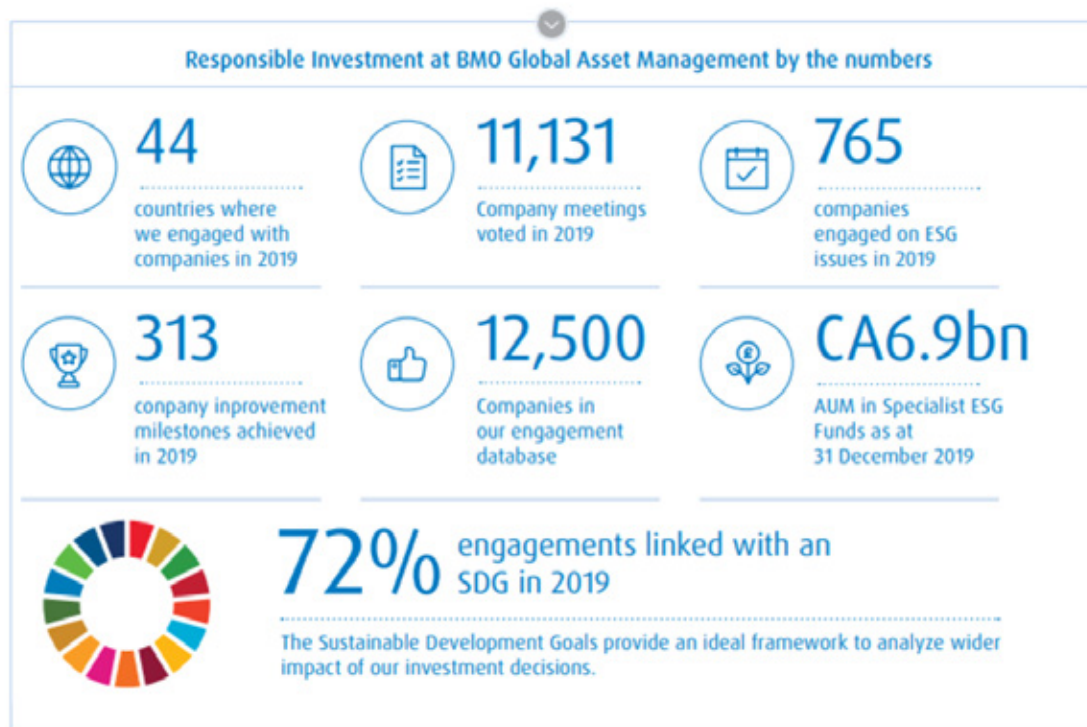 Responsible Investment at BMO Global Asset Management by the numbers
44
countries where
we engaged with
companies in 2019
11,131
Company meetings
voted in 2019
765
companies
engaged on ESG
issues in 2019
313
conpany inprovement
milestones achieved
in 2019
12,500
Companies in
our engagement
database
£
CA6.9bn
AUM in Specialist ESG
Funds as at
31 December 2019
72%
engagements linked with an
SDG in 2019
The Sustainable Development Goals provide an ideal framework to analyze wider
impact of our investment decisions.